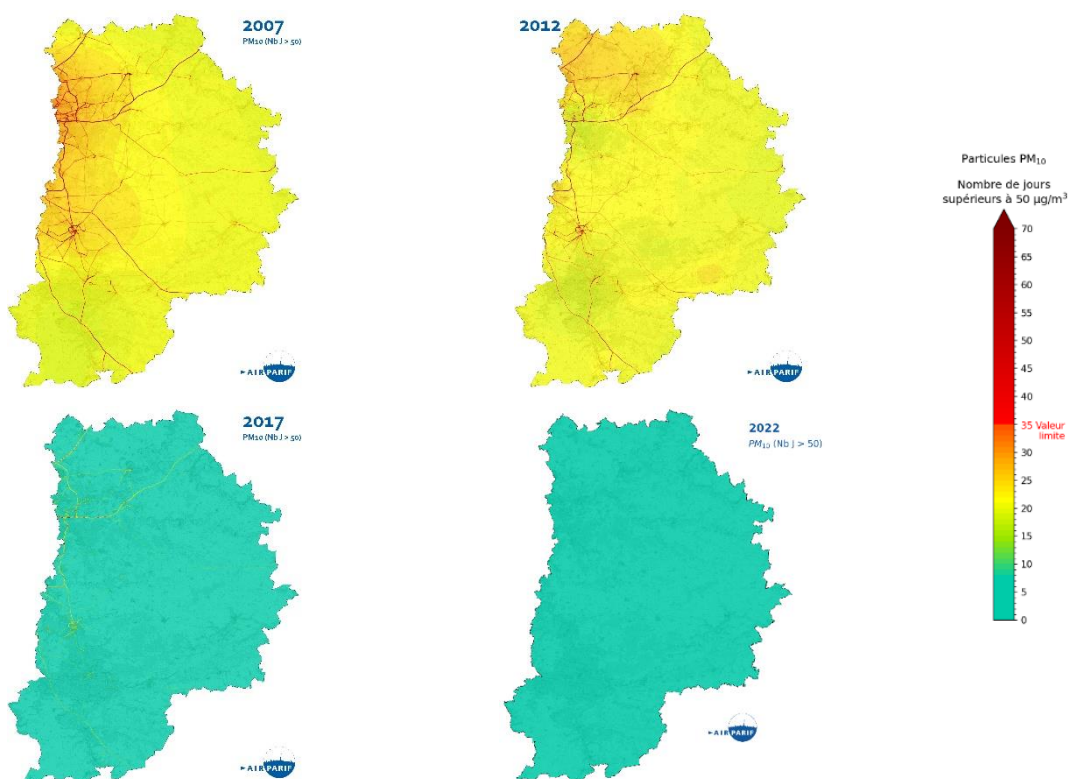 2007
PM10 (Nb J > 50)
AIRPARIF
2012
AIRPARIF
2017
PM10 (Nb J > 50)
AIRPARIF
2022
PM₁₀ (Nb J > 50)
AIRPARIF
Particules PM₁₀
Nombre de jours
supérieurs à 50 µg/m³
70
65
60
55
50
45
40
35 Valeur
limite
30
25
20
15
10
5
0